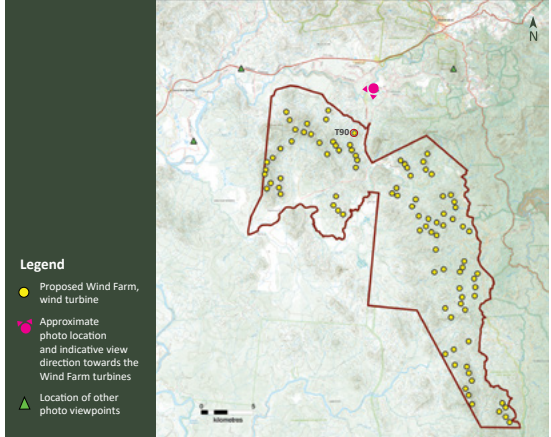 N
T90
Legend
Proposed Wind Farm,
wind turbine
Approximate
photo location
and indicative view
direction towards the
Wind Farm turbines
Location of other
photo viewpoints
0 5
kilometres